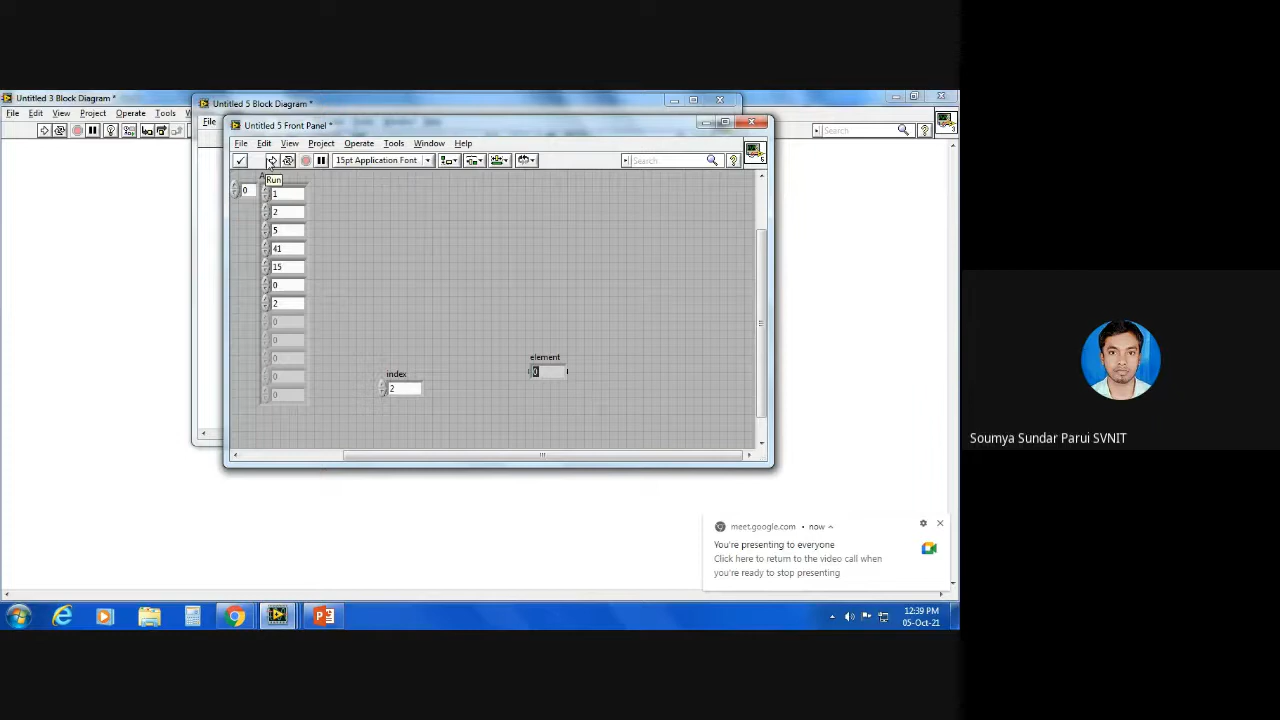 Untitled 3 Block Diagram *
File Edit View Project Operate Tools
Search
Untitled 5 Block Diagram *
File
Untitled 5 Front Panel *
File Edit View Project Operate Tools Window Help
15pt Application Font
Search
Run
0
1
2
5
41
15
0
2
0
0
0
0
0
index
2
element
0
Soumya Sundar Parui SVNIT
meet.google.com • now
You're presenting to everyone
Click here to return to the video call when
you're ready to stop presenting
12:39 PM
05-Oct-21